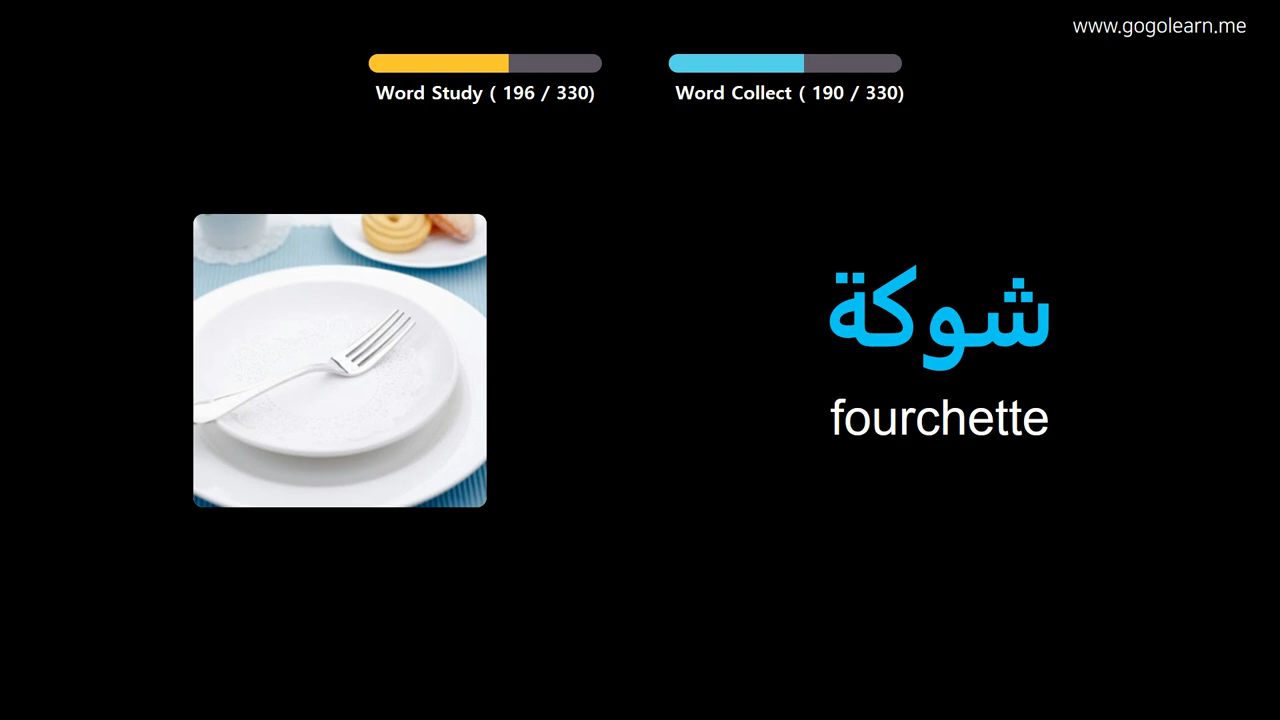 www.gogolearn.me
Word Study ( 196 / 330)
Word Collect ( 190 / 330)
شوكة
fourchette